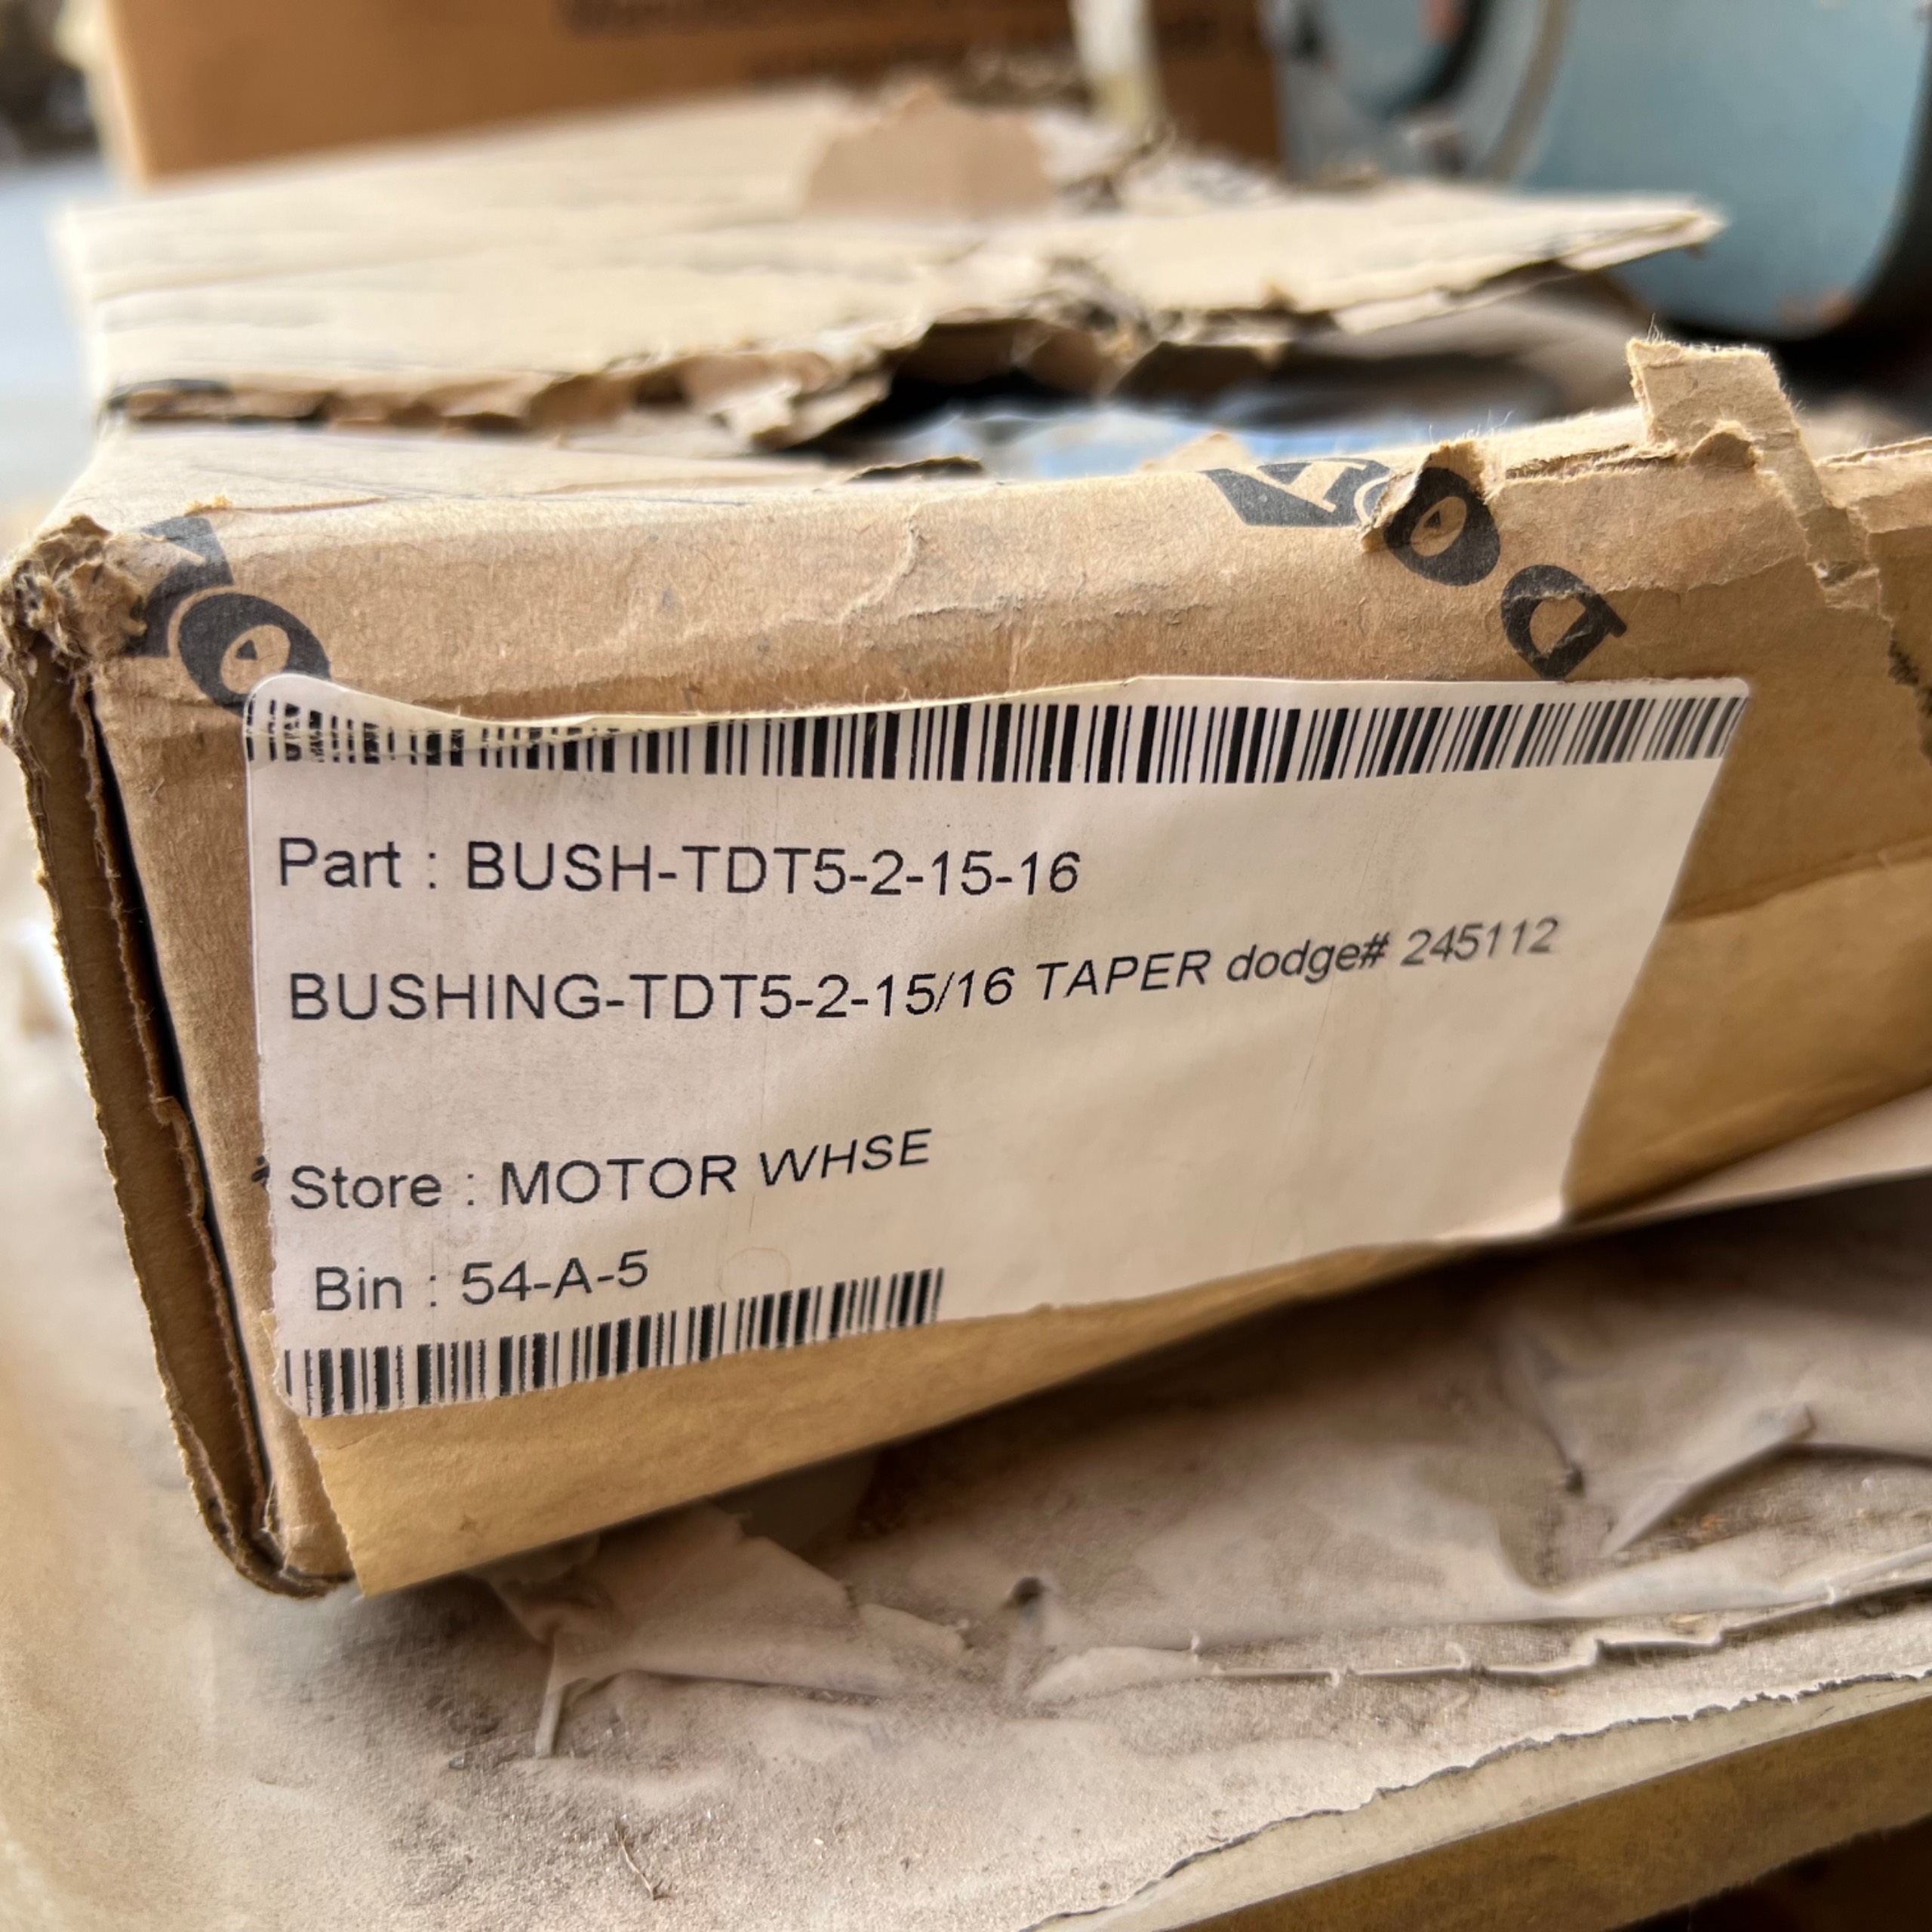 Part : BUSH-TDT5-2-15-16
BUSHING-TDT5-2-15/16 TAPER dodge# 245112
Store : MOTOR WHSE
Bin : 54-A-5